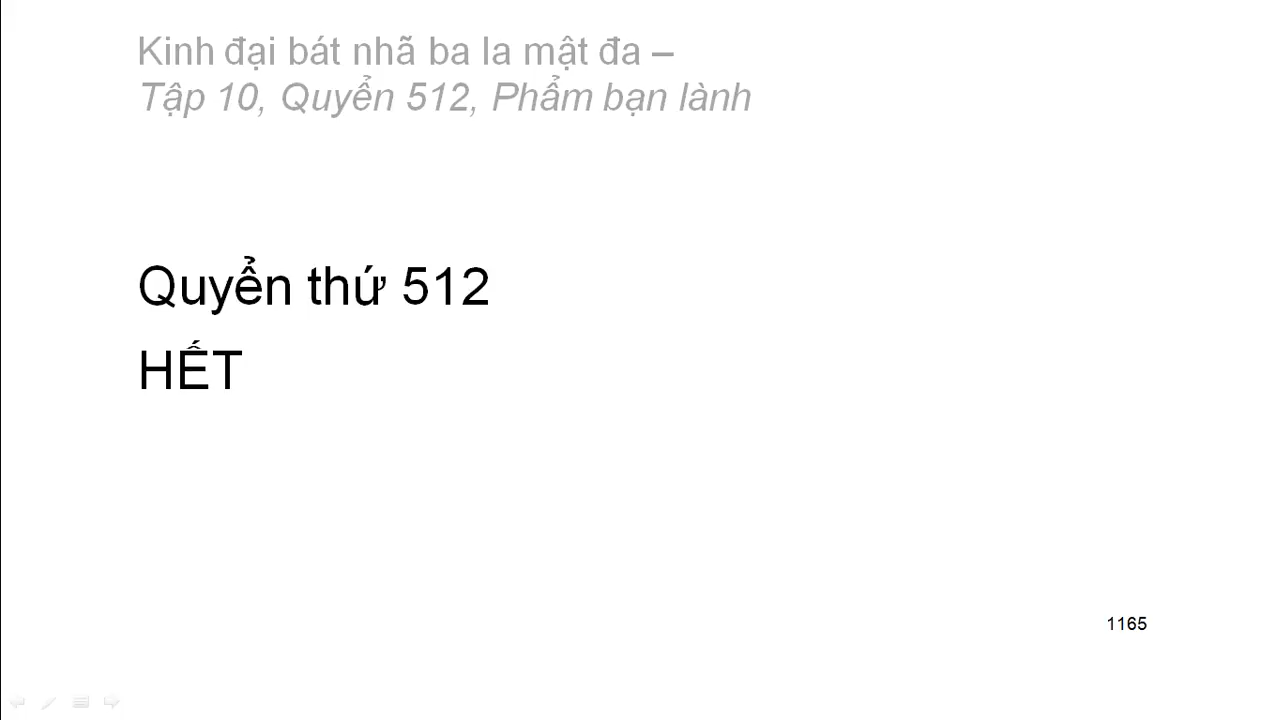 Kinh đại bát nhã ba la mật đa –
Tập 10, Quyển 512, Phẩm bạn lành
Quyển thứ 512
HẾT
1165